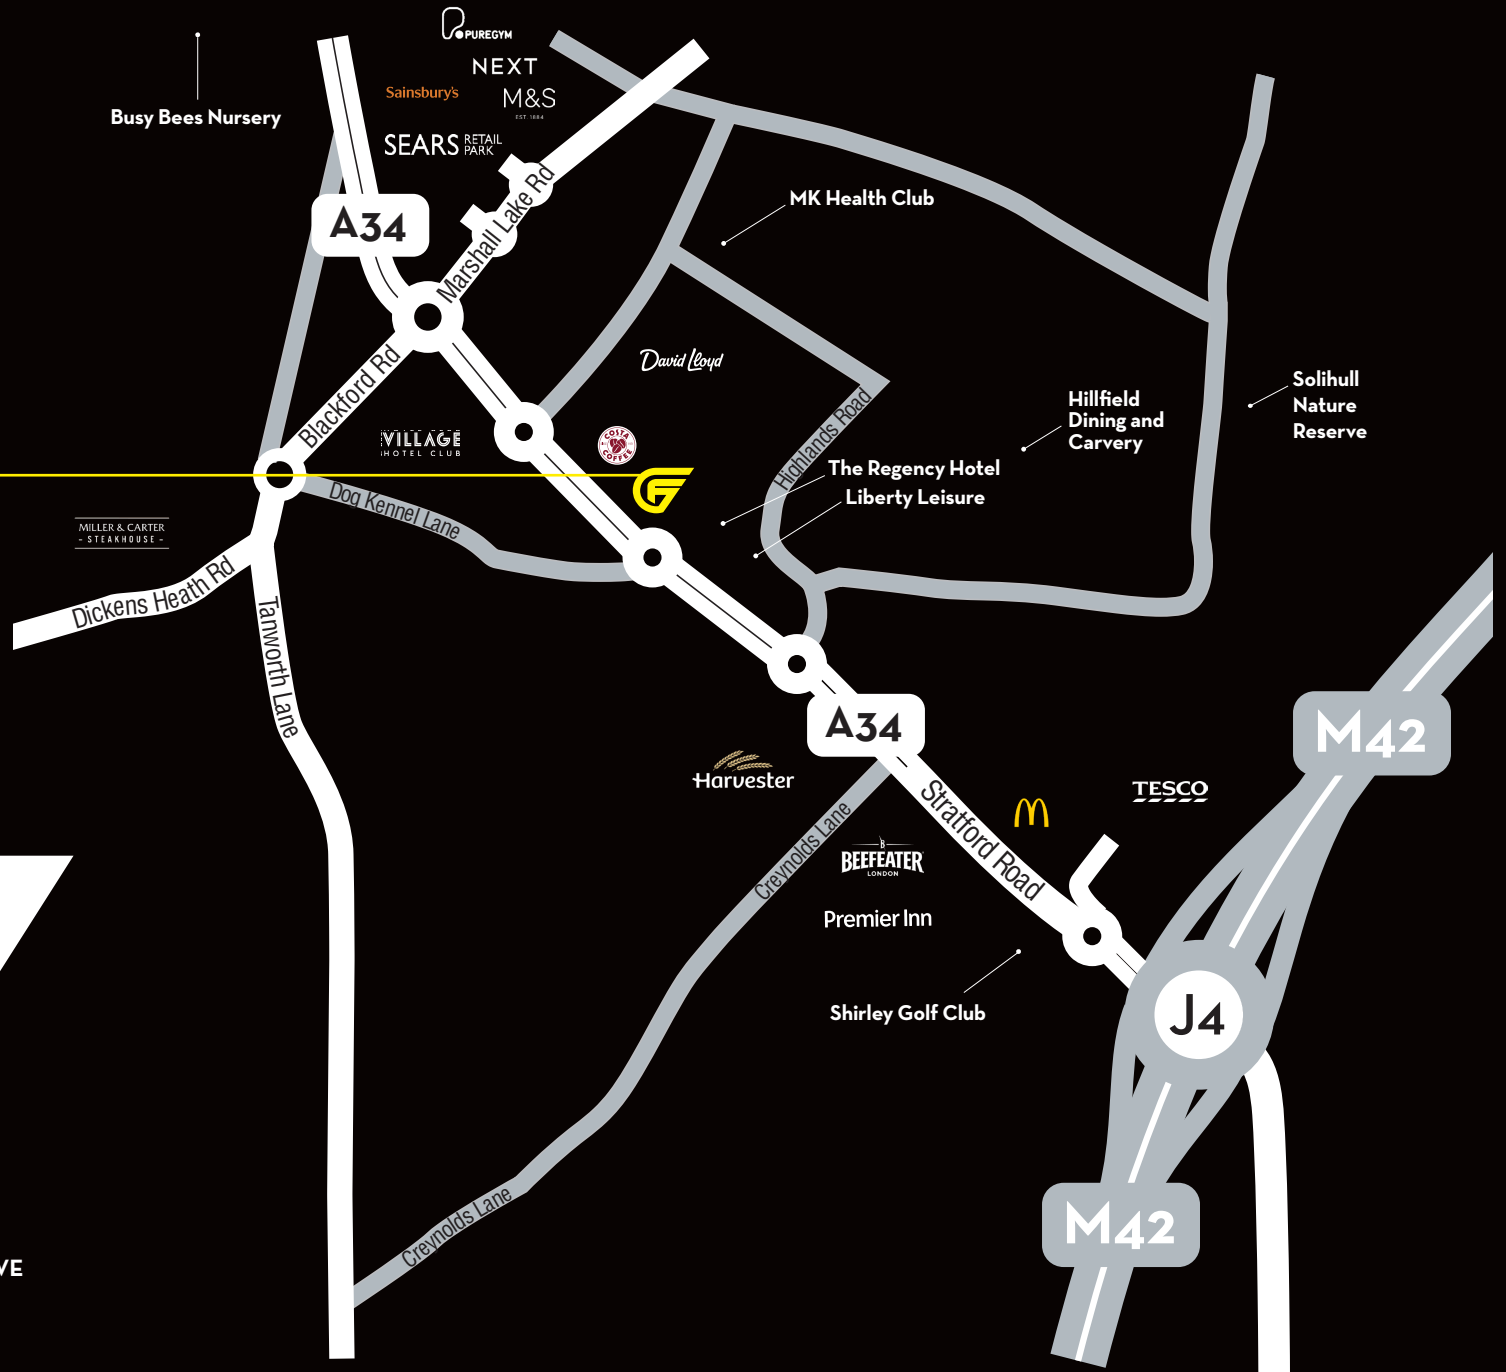 PUREGYM
NEXT
Sainsbury's
M&S
EST. 1884
Busy Bees Nursery
SEARS RETAIL
PARK
Marshall Lake Rd
MK Health Club
A34
David Lloyd
Blackford Rd
Solihull
Nature
Reserve
Hillfield
Dining and
Carvery
Highlands Road
VILLAGE
HOTEL CLUB
COSTA
COFFEE
The Regency Hotel
Liberty Leisure
Dog Kennel Lane
MILLER & CARTER
- STEAKHOUSE -
Dickens Heath Rd
Tanworth Lane
A34
M42
Harvester
TESCO
Stratford Road
Creynolds Lane
BEEFEATER
LONDON
Premier Inn
Shirley Golf Club
J4
Creynolds Lane
M42
VE